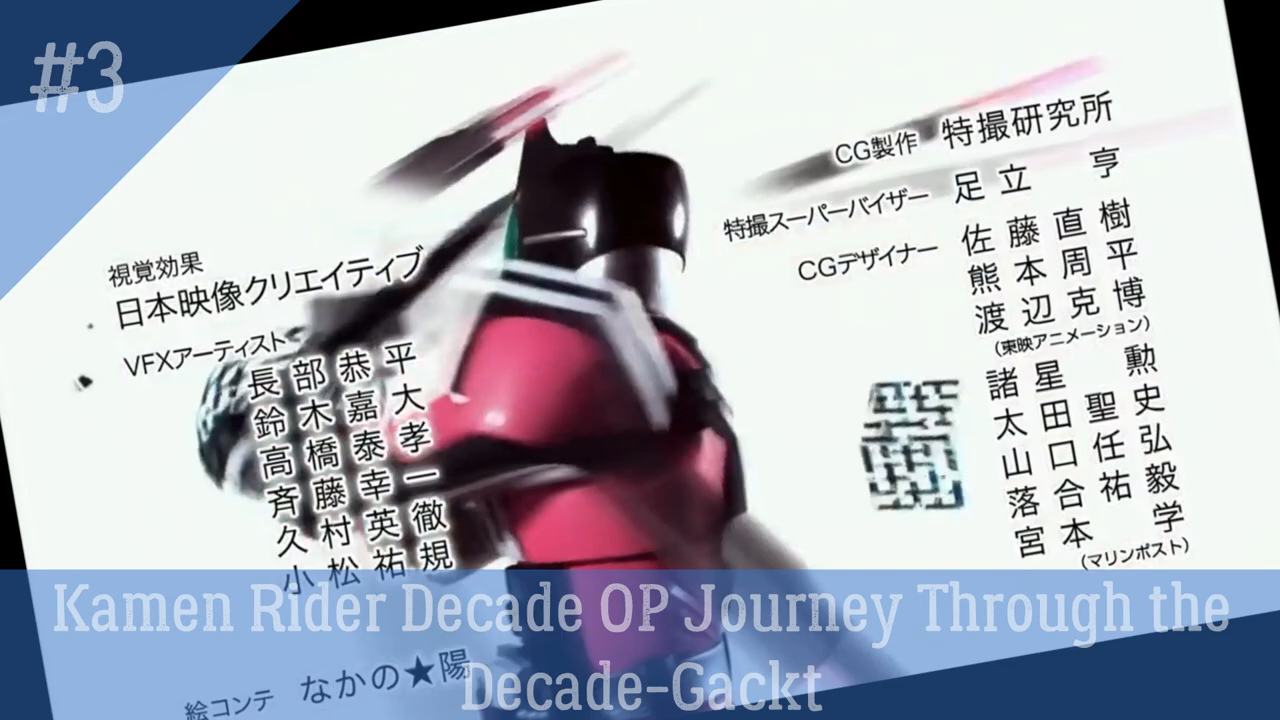 #3
視覚効果
日本映像クリエイティブ
VFXアーティスト
長部恭平
鈴木嘉大
高橋泰孝
斉藤幸一
久村英徹
小松祐規
絵コンテ なかの★陽
CG製作 特撮研究所
特撮スーパーバイザー 足立 亨
CGデザイナー 佐藤直樹
熊本周平
渡辺克博
(東映アニメーション)
諸星 勲
太田聖史
山口任弘
落合祐毅
宮本 学
(マリンポスト)
Kamen Rider Decade OP Journey Through the
Decade-Gackt